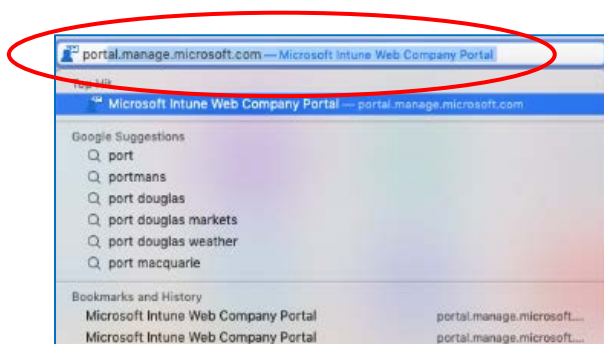 portal.manage.microsoft.com — Microsoft Intune Web Company Portal
Top Hit
Microsoft Intune Web Company Portal — portal.manage.microsoft.com
Google Suggestions
port
portmans
port douglas
port douglas markets
port douglas weather
port macquarie
Bookmarks and History
Microsoft Intune Web Company Portal portal.manage.microsoft....
Microsoft Intune Web Company Portal portal.manage.microsoft....